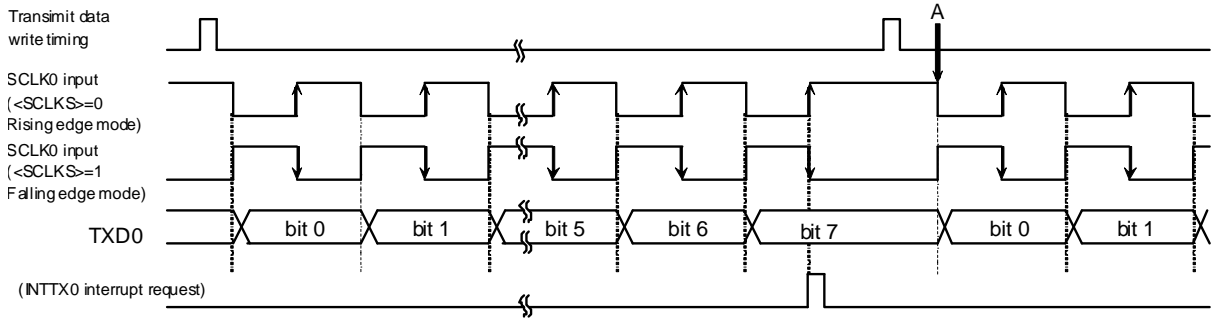 Transimit data
write timing
A
SCLK0 input
(<SCLKS>=0
Rising edge mode)
SCLK0 input
(<SCLKS>=1
Falling edge mode)
TXD0
bit 0
bit 1
bit 5
bit 6
bit 7
bit 0
bit 1
(INTTX0 interrupt request)